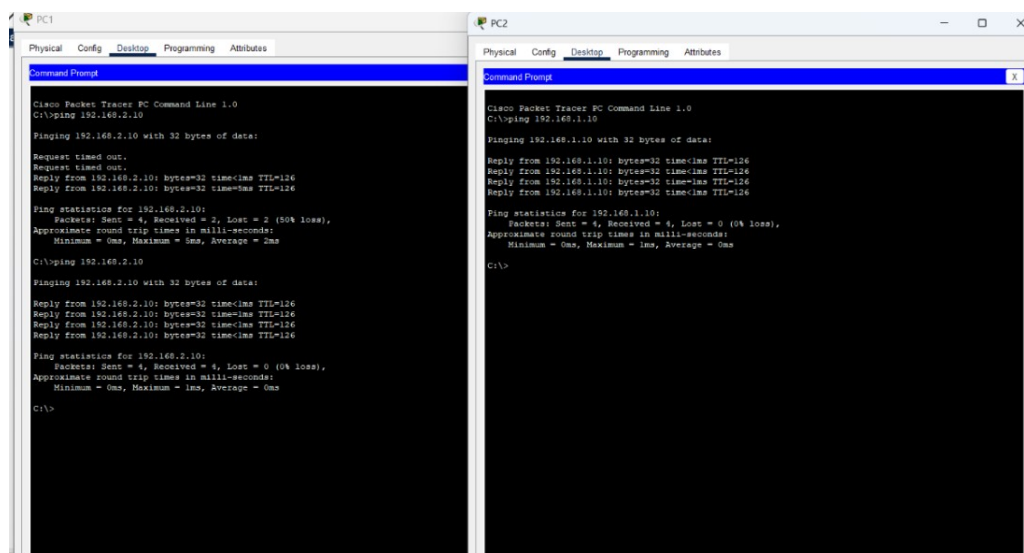 PC1
Physical Config Desktop Programming Attributes
Command Prompt
Cisco Packet Tracer PC Command Line 1.0
C:\>ping 192.168.2.10
Pinging 192.168.2.10 with 32 bytes of data:
Request timed out.
Request timed out.
Reply from 192.168.2.10: bytes=32 time<1ms TTL=126
Reply from 192.168.2.10: bytes=32 time=5ms TTL=126
Ping statistics for 192.168.2.10:
Packets: Sent = 4, Received = 2, Lost = 2 (50% loss),
Approximate round trip times in milli-seconds:
Minimum = 0ms, Maximum = 5ms, Average = 2ms
C:\>ping 192.168.2.10
Pinging 192.168.2.10 with 32 bytes of data:
Reply from 192.168.2.10: bytes=32 time<1ms TTL=126
Reply from 192.168.2.10: bytes=32 time=1ms TTL=126
Reply from 192.168.2.10: bytes=32 time<1ms TTL=126
Reply from 192.168.2.10: bytes=32 time<1ms TTL=126
Ping statistics for 192.168.2.10:
Packets: Sent = 4, Received = 4, Lost = 0 (0% loss),
Approximate round trip times in milli-seconds:
Minimum = 0ms, Maximum = 1ms, Average = 0ms
C:\>
PC2
Physical Config Desktop Programming Attributes
Command Prompt
X
Cisco Packet Tracer PC Command Line 1.0
C:\>ping 192.168.1.10
Pinging 192.168.1.10 with 32 bytes of data:
Reply from 192.168.1.10: bytes=32 time<1ms TTL=126
Reply from 192.168.1.10: bytes=32 time<1ms TTL=126
Reply from 192.168.1.10: bytes=32 time<1ms TTL=126
Reply from 192.168.1.10: bytes=32 time<1ms TTL=126
Ping statistics for 192.168.1.10:
Packets: Sent = 4, Received = 4, Lost = 0 (0% loss),
Approximate round trip times in milli-seconds:
Minimum = 0ms, Maximum = 1ms, Average = 0ms
C:\>